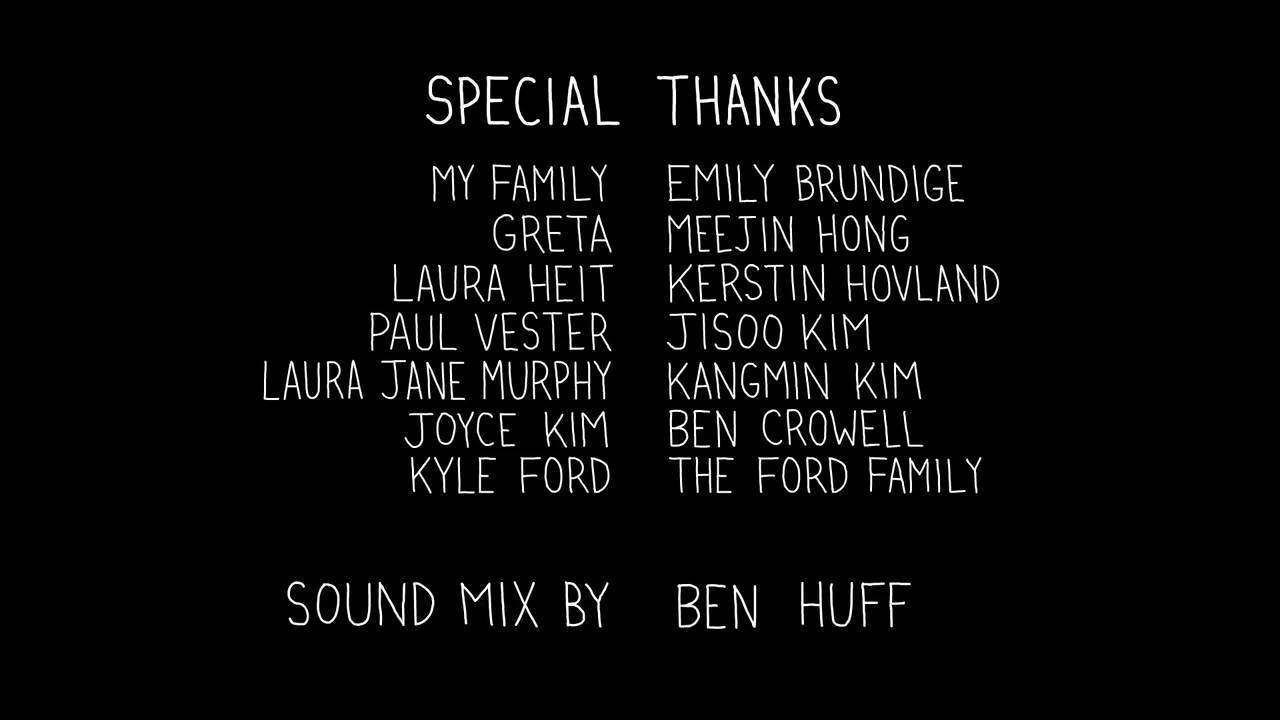 SPECIAL THANKS
MY FAMILY EMILY BRUNDIGE
GRETA MEEJIN HONG
LAURA HEIT KERSTIN HOVLAND
PAUL VESTER JISOO KIM
LAURA JANE MURPHY KANGMIN KIM
JOYCE KIM BEN CROWELL
KYLE FORD THE FORD FAMILY
SOUND MIX BY BEN HUFF